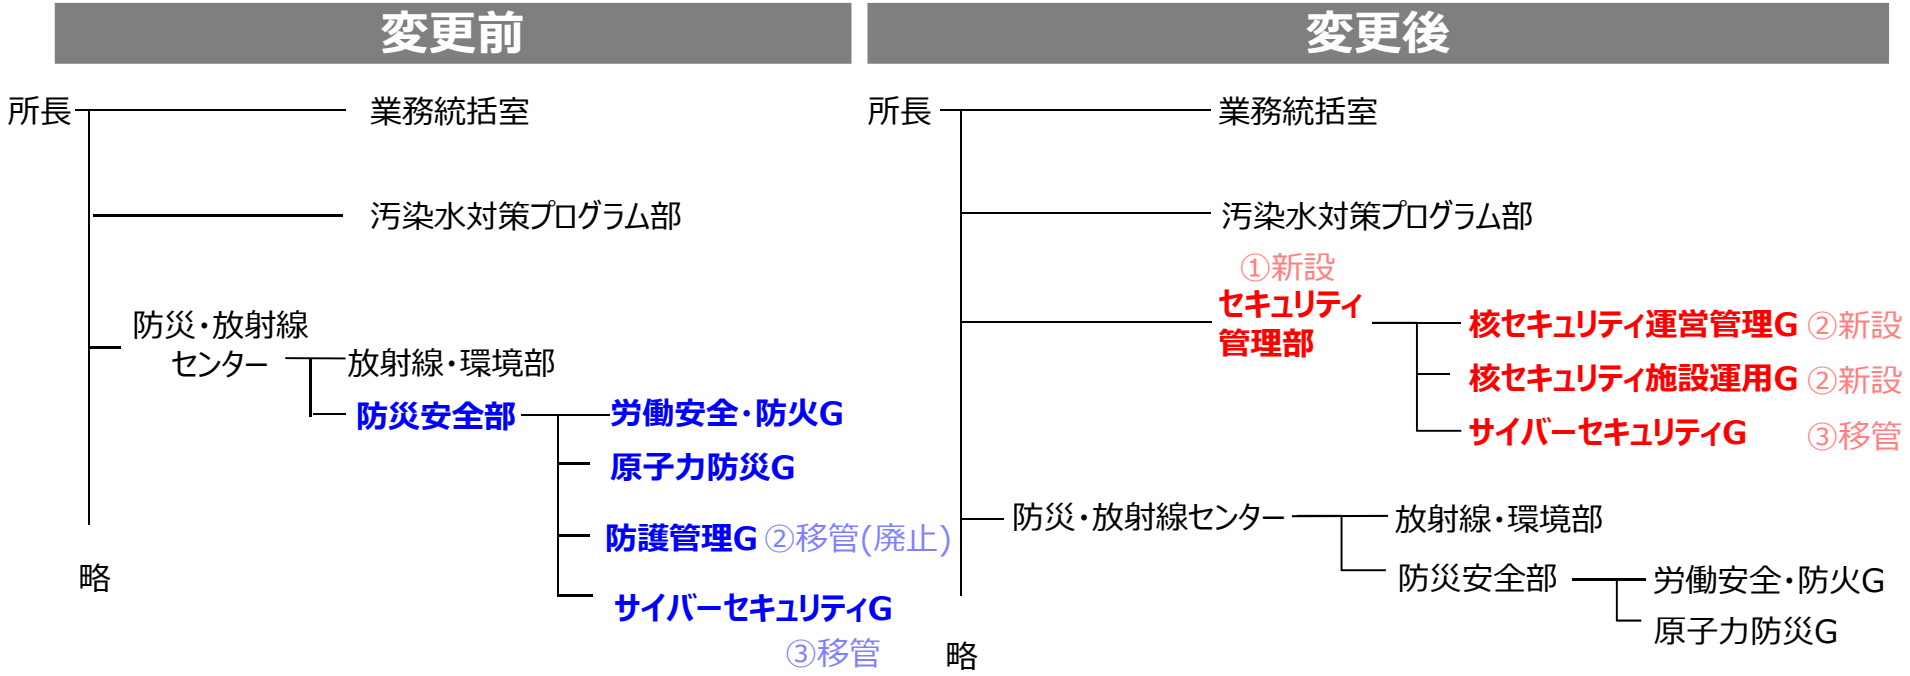 変更前
所長
業務統括室
汚染水対策プログラム部
防災・放射線
センター
放射線・環境部
防災安全部
労働安全・防火G
原子力防災G
防護管理G ②移管(廃止)
サイバーセキュリティG
③移管
略
変更後
所長
業務統括室
汚染水対策プログラム部
①新設
セキュリティ
管理部
核セキュリティ運営管理G ②新設
核セキュリティ施設運用G ②新設
サイバーセキュリティG ③移管
防災・放射線センター
放射線・環境部
防災安全部
労働安全・防火G
原子力防災G
略